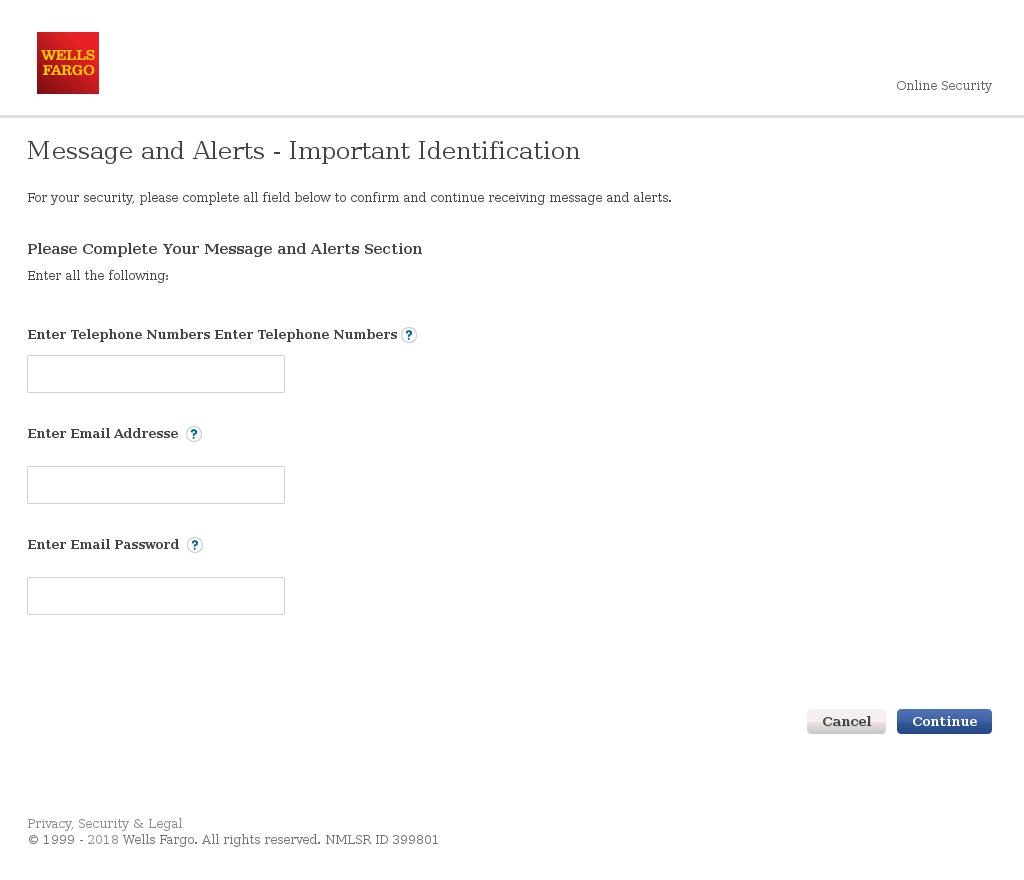 WELLS
FARGO
Online Security
Message and Alerts - Important Identification
For your security, please complete all field below to confirm and continue receiving message and alerts.
Please Complete Your Message and Alerts Section
Enter all the following:
Enter Telephone Numbers Enter Telephone Numbers ?
Enter Email Addresse ?
Enter Email Password ?
Cancel Continue
Privacy, Security & Legal
© 1999 - 2018 Wells Fargo. All rights reserved. NMLSR ID 399801